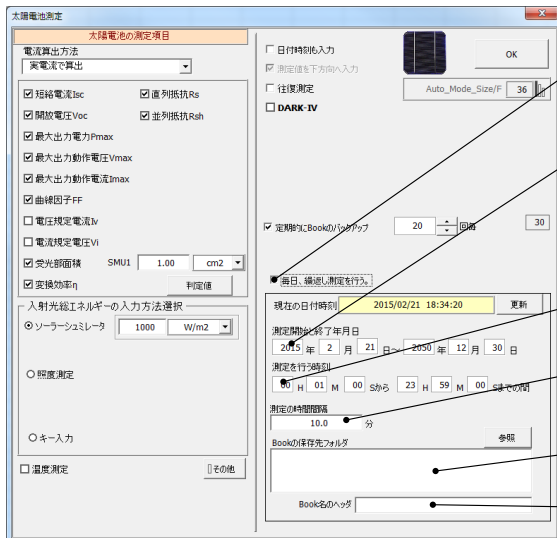 太陽電池測定
太陽電池の測定項目
電流算出方法
実電流で算出
短絡電流Isc
直列抵抗Rs
開放電圧Voc
並列抵抗Rsh
最大出力電力Pmax
最大出力動作電圧Vmax
最大出力動作電流Imax
曲線因子FF
電圧規定電流Iv
電流規定電圧Vi
受光部面積 SMU1 1.00 cm2
変換効率η 判定値
入射光総エネルギーの入力方法選択
ソーラーシュミレータ 1000 W/m2
照度測定
キー入力
温度測定 その他
日付時刻も入力
OK
測定値を下方向へ入力
往復測定
Auto_Mode_Size/F 36
DARK-IV
定期的にBookのバックアップ 20 回毎 30
毎日、繰返し測定を行う。
現在の日付時刻 2015/02/21 18:34:20 更新
測定開始と終了年月日
2015 年 2 月 21 日～ 2050 年 12 月 30 日
測定を行う時刻
00 H 01 M 00 Sから 23 H 59 M 00 Sまでの間
測定の時間間隔
10.0 分
Bookの保存先フォルダ 参照
Book名のヘッダ